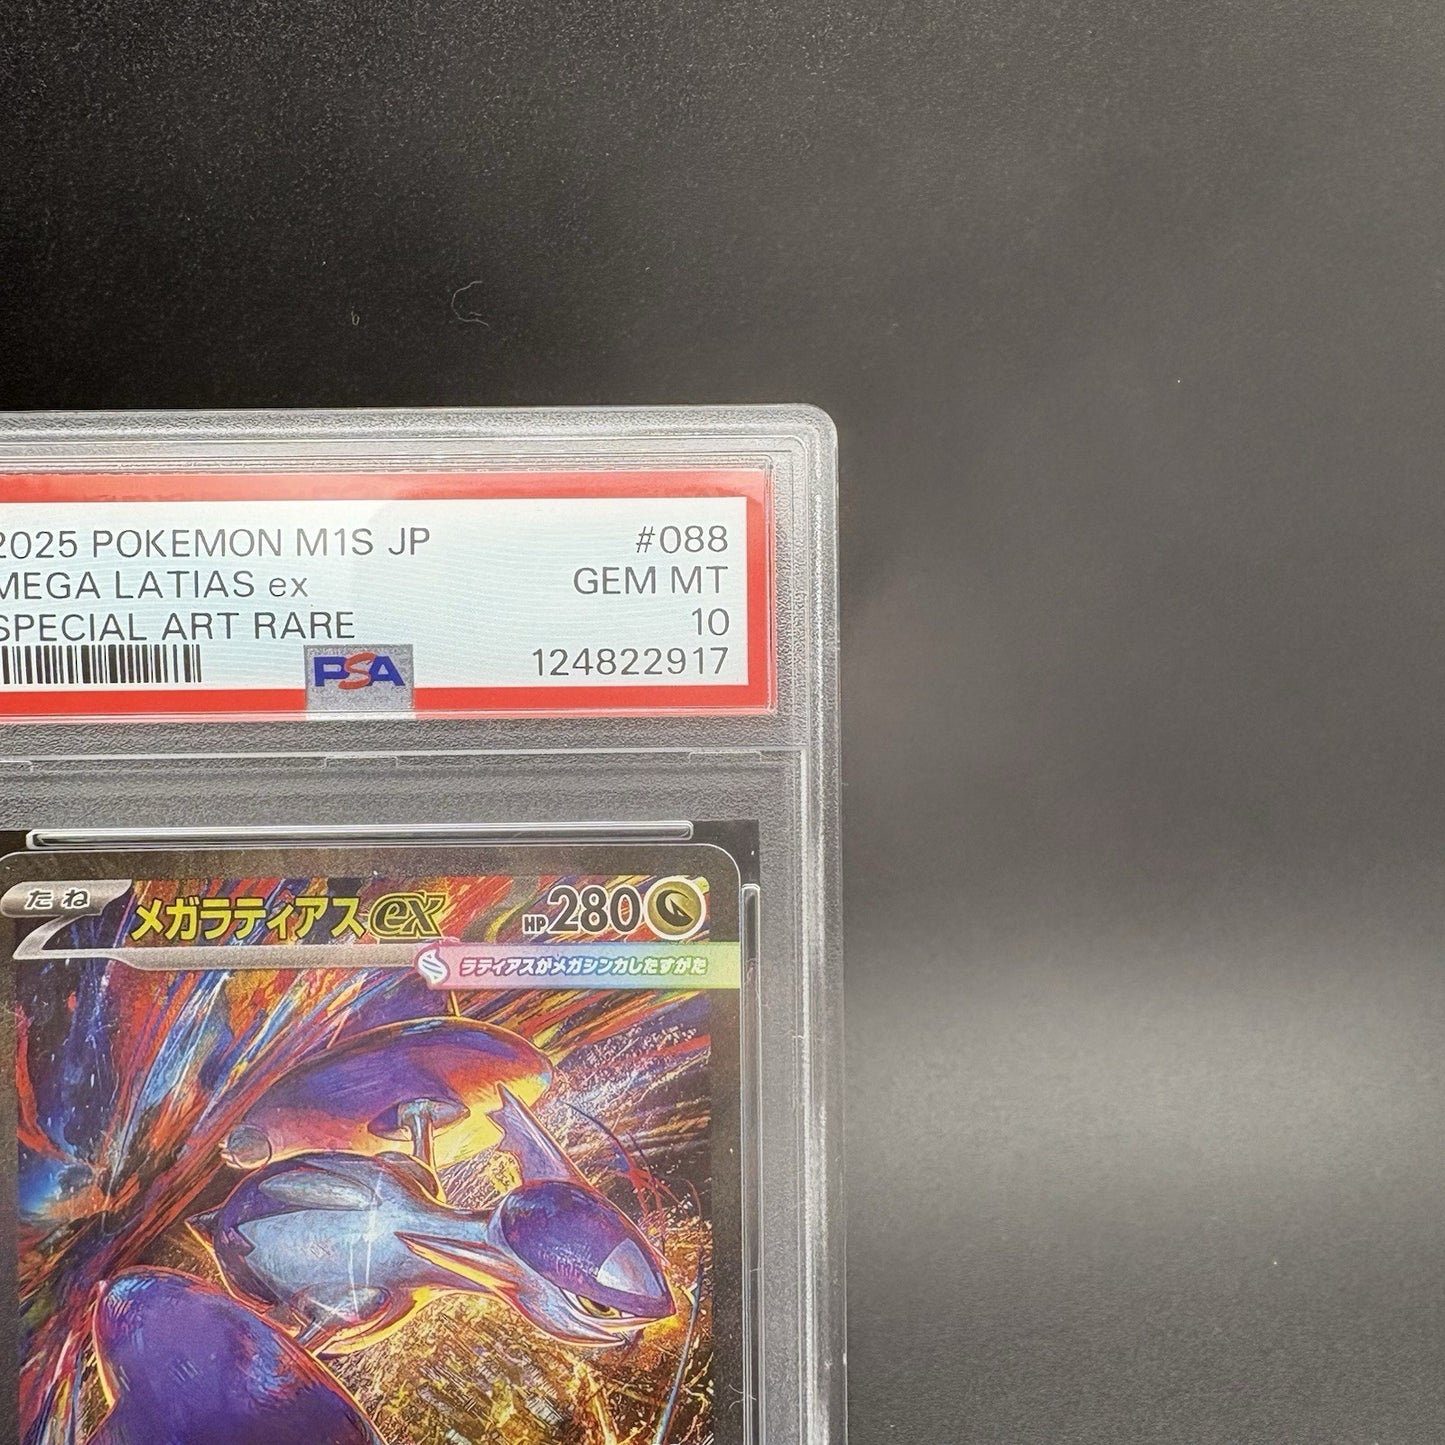 2025 POKEMON M1S JP #088
MEGA LATIAS ex GEM MT
SPECIAL ART RARE 10
PSA 124822917
たね メガラティアスex HP280
ラティアスがメガシンカしたすがた